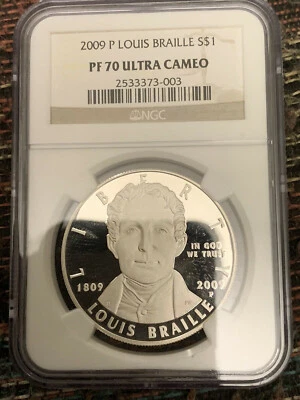 2009 P LOUIS BRAILLE S$1
PF 70 ULTRA CAMEO
2533373-003
NGC
LIBERTY
IN GOD
WE TRUST
1809
2009
P
LOUIS BRAILLE